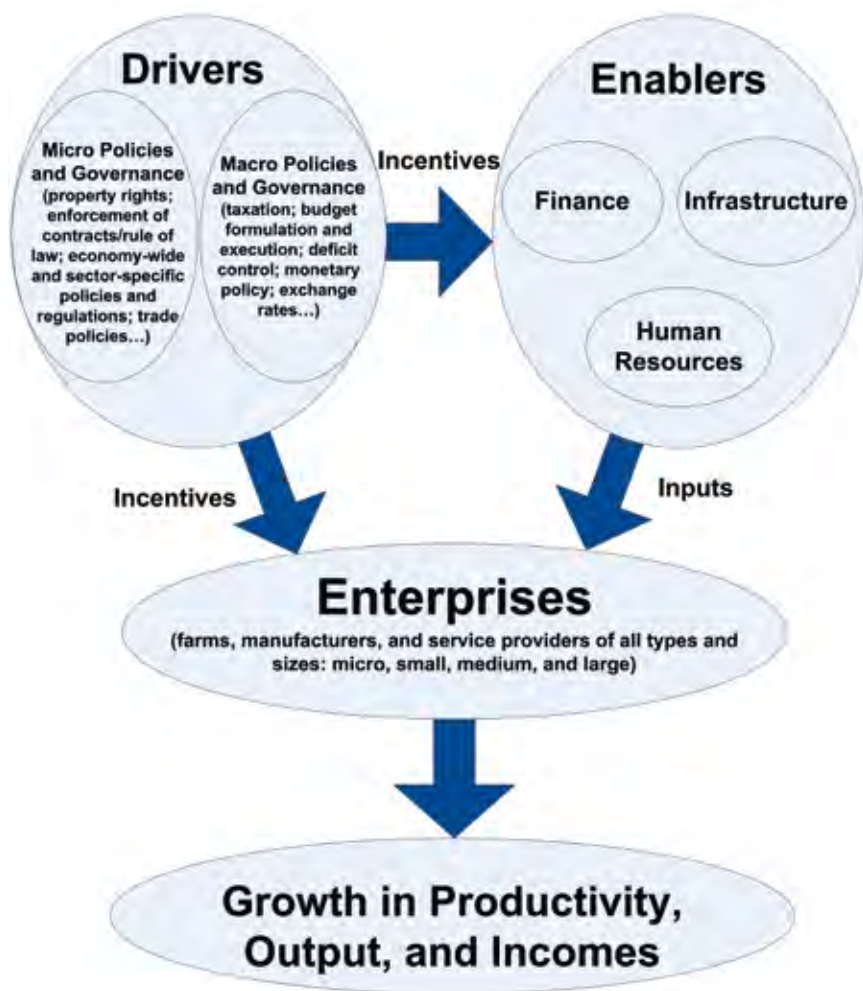 Drivers
Micro Policies
and Governance
(property rights;
enforcement of
contracts/rule of
law; economy-wide
and sector-specific
policies and
regulations; trade
policies…)
Macro Policies
and Governance
(taxation; budget
formulation and
execution; deficit
control; monetary
policy; exchange
rates…)
Incentives
Enablers
Finance
Infrastructure
Human
Resources
Incentives
Inputs
Enterprises
(farms, manufacturers, and service providers of all types and
sizes: micro, small, medium, and large)
Growth in Productivity,
Output, and Incomes